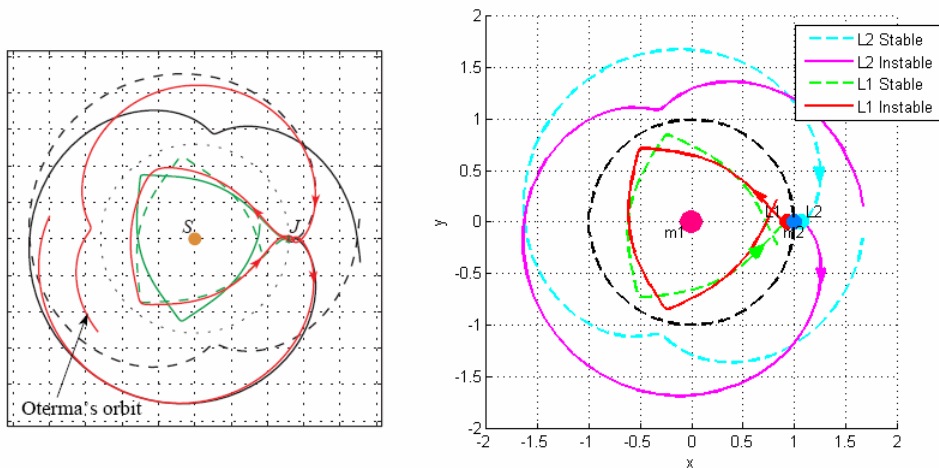 S
J
Oterma's orbit
L2 Stable
L2 Instable
L1 Stable
L1 Instable
2
1.5
1
0.5
0
-0.5
-1
-1.5
-2
y
m1
L1
m2
L2
-2
-1.5
-1
-0.5
0
0.5
1
1.5
2
x